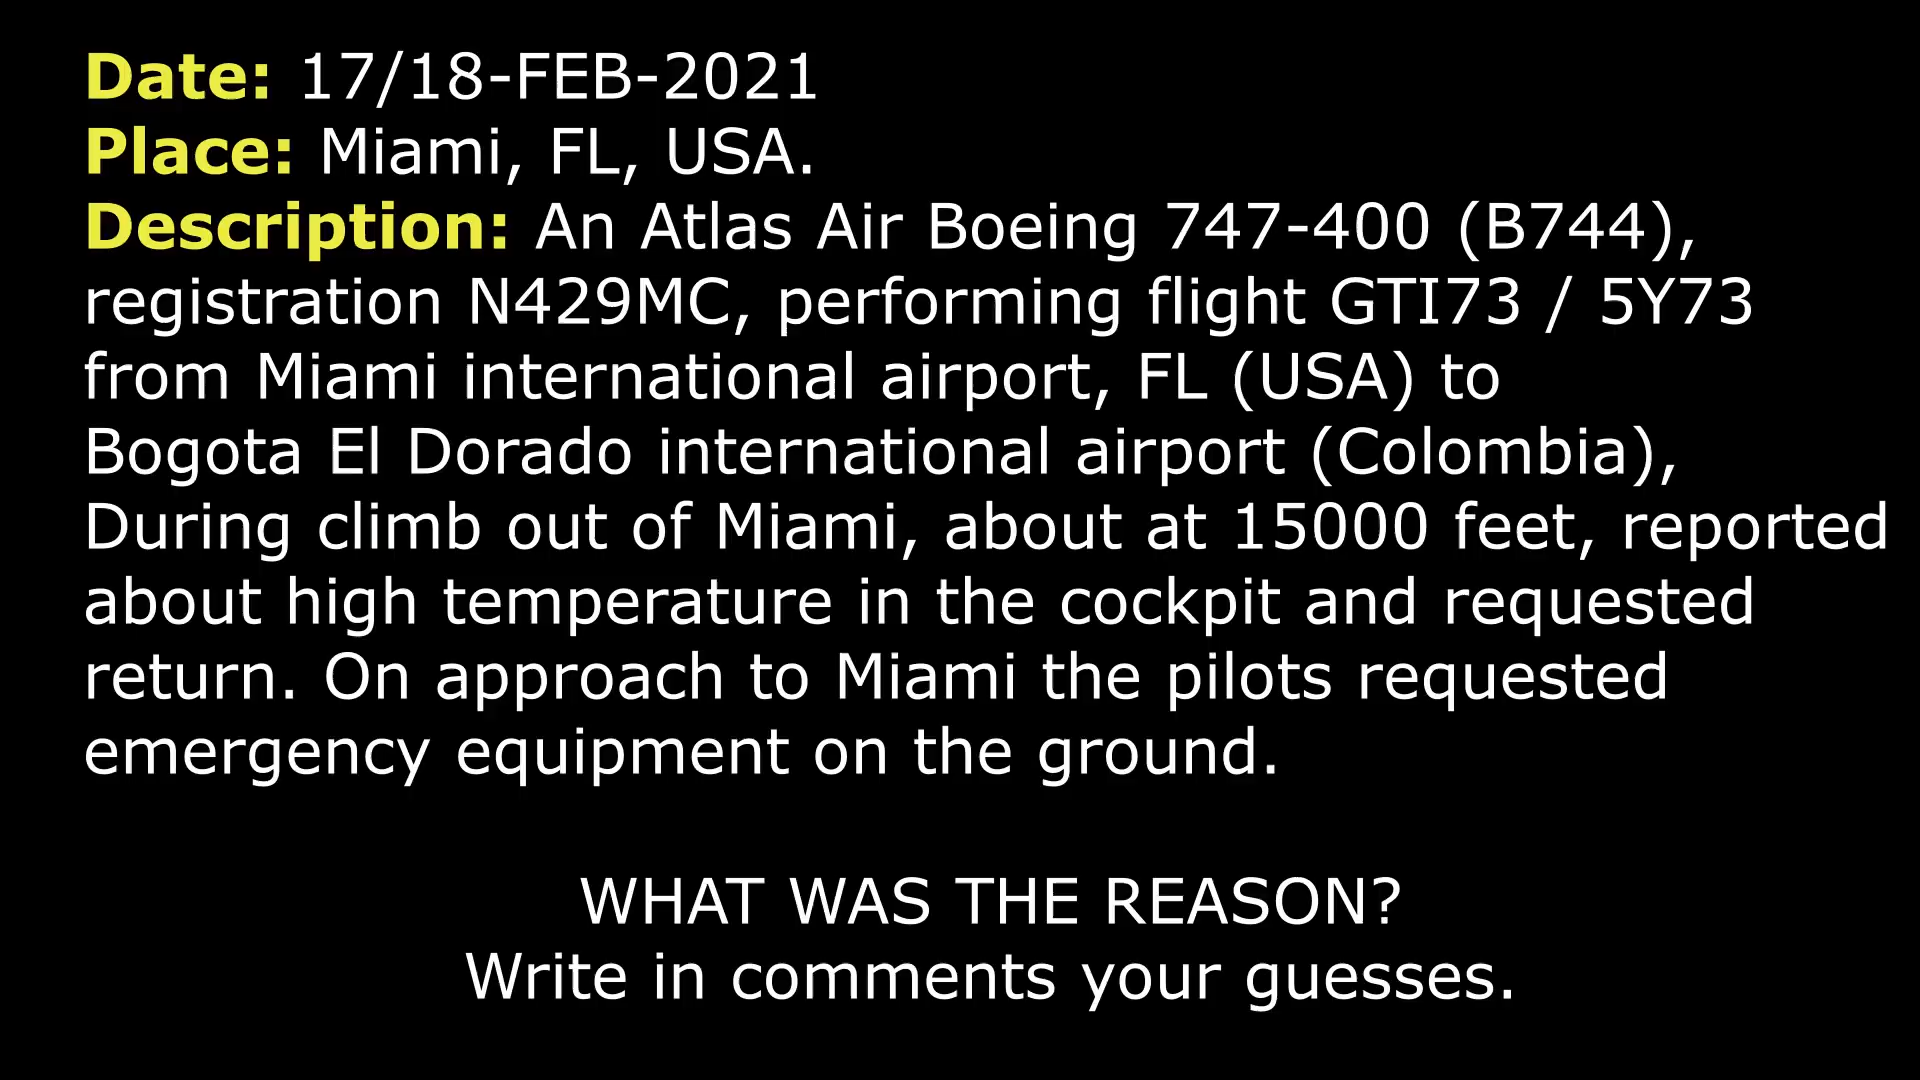 Date: 17/18-FEB-2021
Place: Miami, FL, USA.
Description: An Atlas Air Boeing 747-400 (B744),
registration N429MC, performing flight GTI73 / 5Y73
from Miami international airport, FL (USA) to
Bogota El Dorado international airport (Colombia),
During climb out of Miami, about at 15000 feet, reported
about high temperature in the cockpit and requested
return. On approach to Miami the pilots requested
emergency equipment on the ground.
WHAT WAS THE REASON?
Write in comments your guesses.